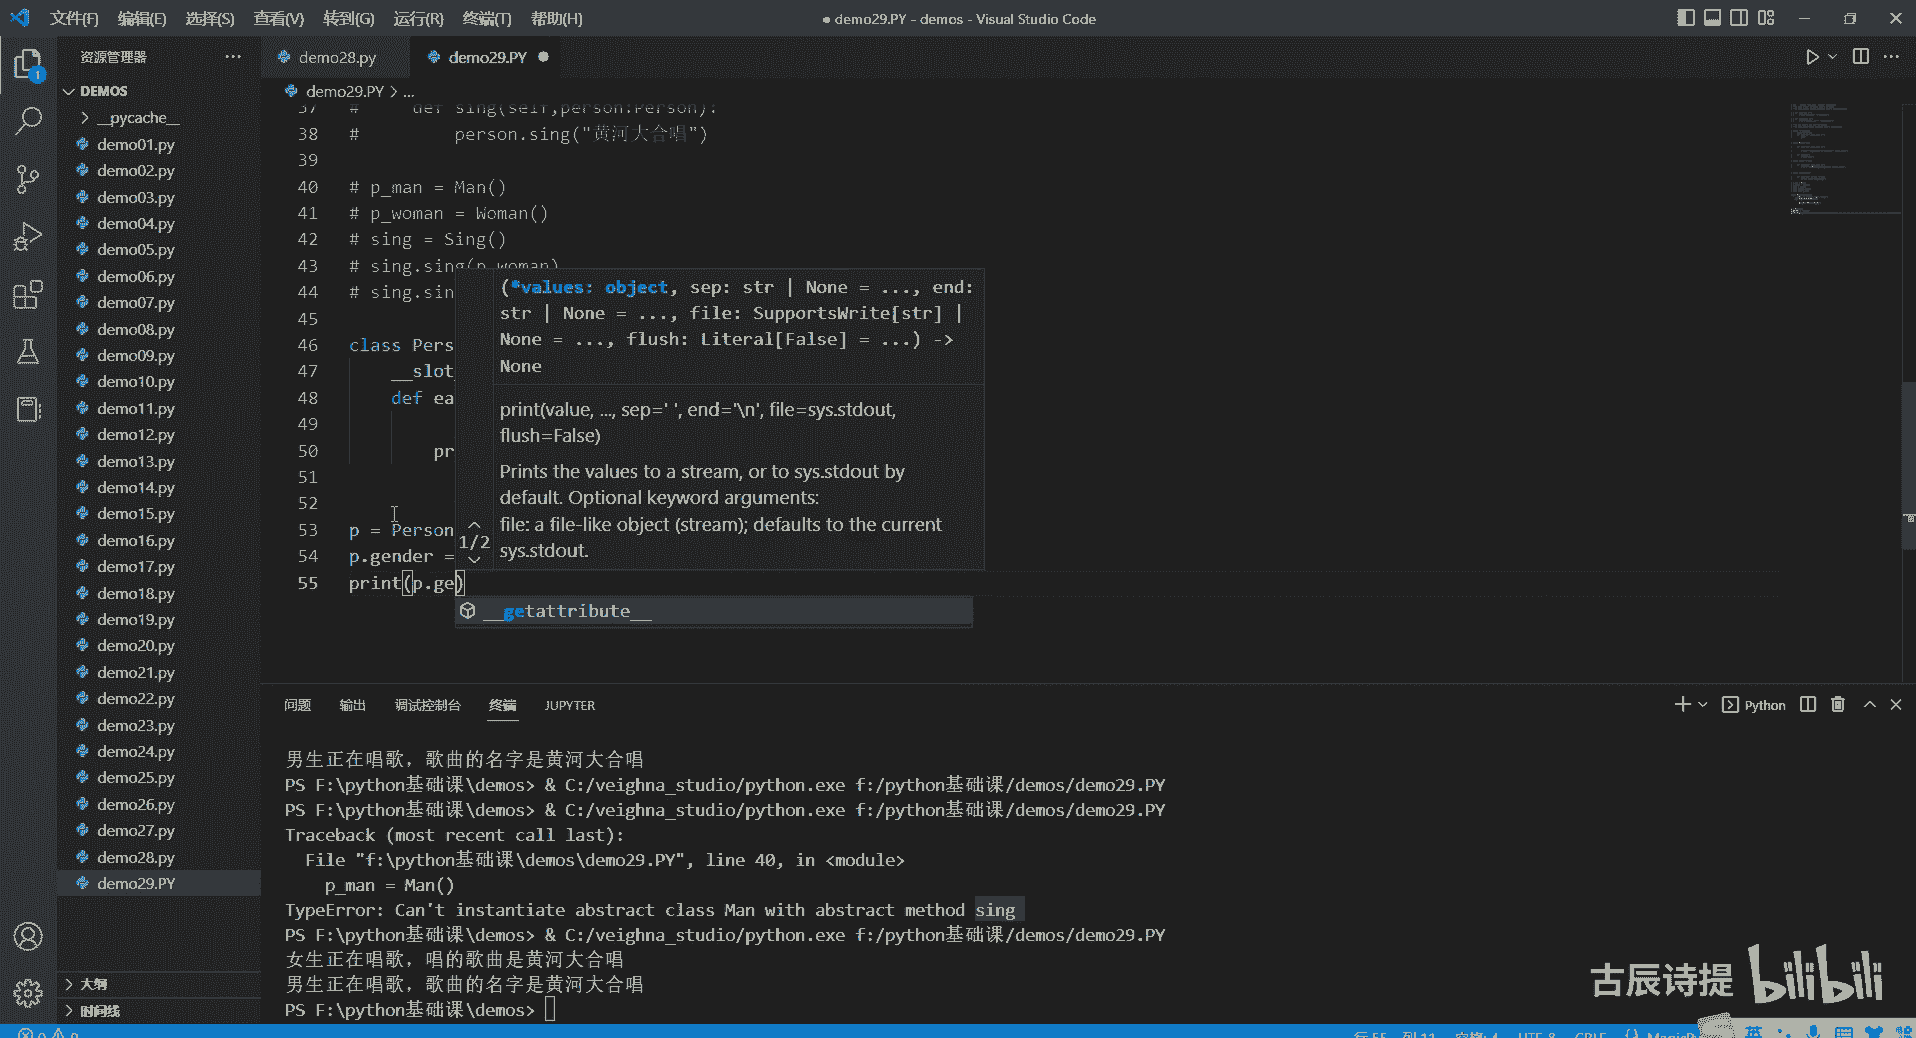 文件(F) 编辑(E) 选择(S) 查看(V) 转到(G) 运行(R) 终端(T) 帮助(H)
● demo29.PY - demos - Visual Studio Code
资源管理器
1
DEMOS
__pycache__
demo01.py
demo02.py
demo03.py
demo04.py
demo05.py
demo06.py
demo07.py
demo08.py
demo09.py
demo10.py
demo11.py
demo12.py
demo13.py
demo14.py
demo15.py
demo16.py
demo17.py
demo18.py
demo19.py
demo20.py
demo21.py
demo22.py
demo23.py
demo24.py
demo25.py
demo26.py
demo27.py
demo28.py
demo29.PY
大纲
时间线
demo28.py demo29.PY
demo29.PY > ...
37 # def sing(self,person:Person):
38 # person.sing("黄河大合唱")
39
40 # p_man = Man()
41 # p_woman = Woman()
42 # sing = Sing()
43 # sing.sing(p_woman)
44 # sing.sin
45
46 class Pers
47 __slot_
48 def ea
49
50 pr
51
52
53 p = Person
54 p.gender =
55 print(p.ge)
(*values: object, sep: str | None = ..., end:
str | None = ..., file: SupportsWrite[str] |
None = ..., flush: Literal[False] = ...) ->
None
print(value, ..., sep=' ', end='\n', file=sys.stdout,
flush=False)
Prints the values to a stream, or to sys.stdout by
default. Optional keyword arguments:
file: a file-like object (stream); defaults to the current
sys.stdout.
1/2
__getattribute__
问题 输出 调试控制台 终端 JUPYTER
Python
男生正在唱歌，歌曲的名字是黄河大合唱
PS F:\python基础课\demos> & C:/veighna_studio/python.exe f:/python基础课/demos/demo29.PY
PS F:\python基础课\demos> & C:/veighna_studio/python.exe f:/python基础课/demos/demo29.PY
Traceback (most recent call last):
File "f:\python基础课\demos\demo29.PY", line 40, in <module>
p_man = Man()
TypeError: Can't instantiate abstract class Man with abstract method sing
PS F:\python基础课\demos> & C:/veighna_studio/python.exe f:/python基础课/demos/demo29.PY
女生正在唱歌，唱的歌曲是黄河大合唱
男生正在唱歌，歌曲的名字是黄河大合唱
PS F:\python基础课\demos>
古辰诗提 bilibili
英